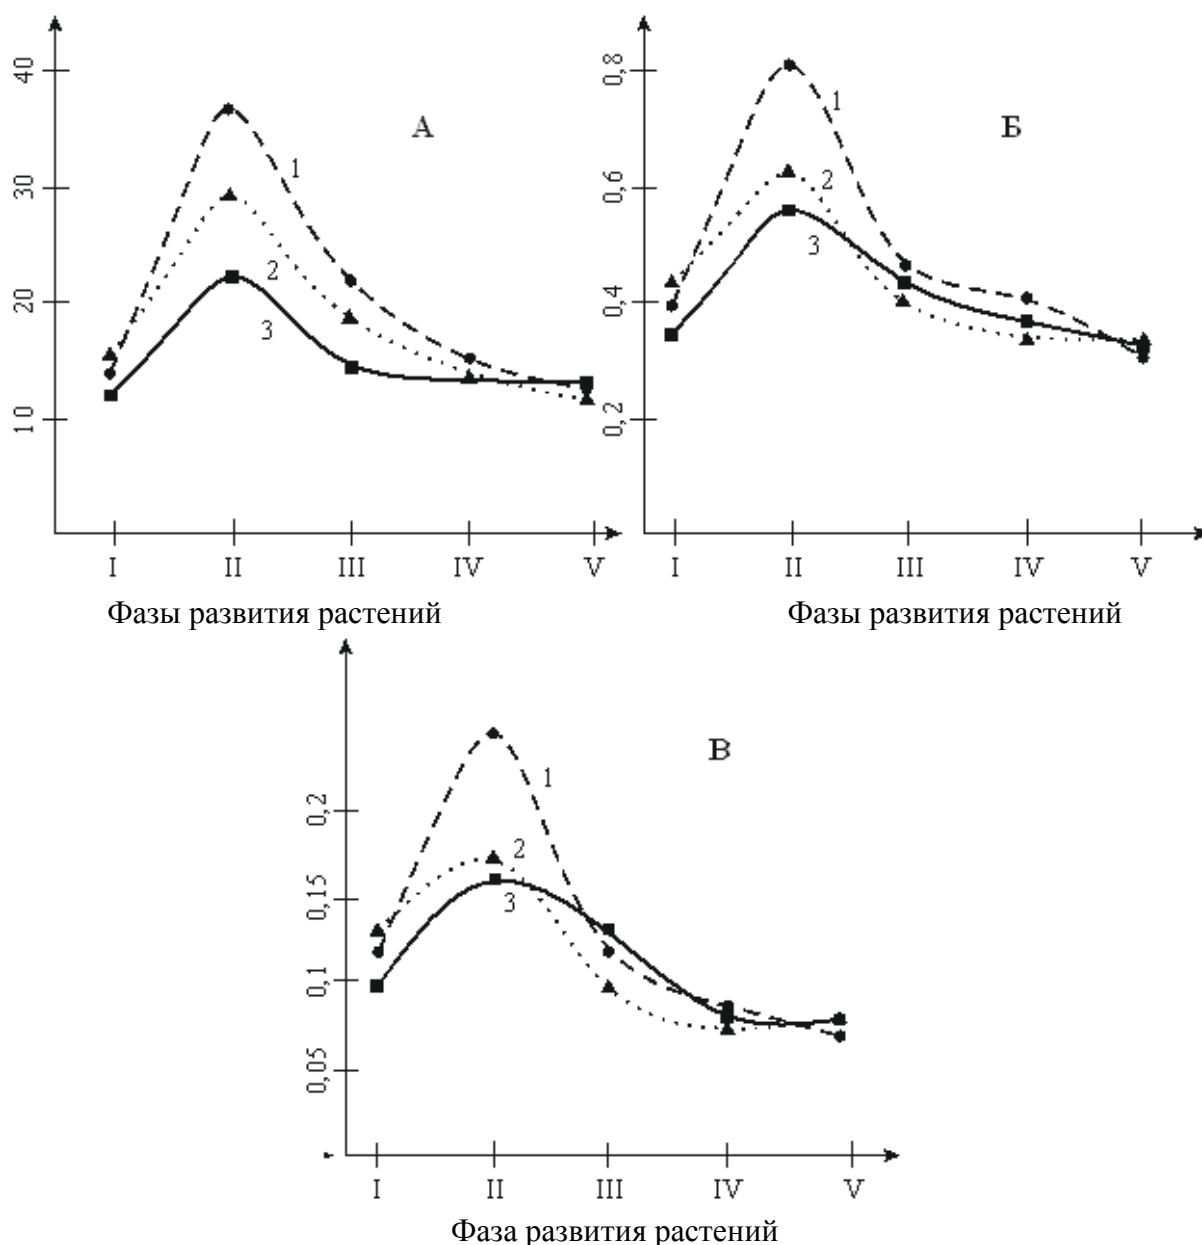 40
30
20
10
А
1
2
3
I II III IV V
Фазы развития растений
0,8
0,6
0,4
0,2
Б
1
2
3
I II III IV V
Фазы развития растений
0,2
0,15
0,1
0,05
В
1
2
3
I II III IV V
Фаза развития растений